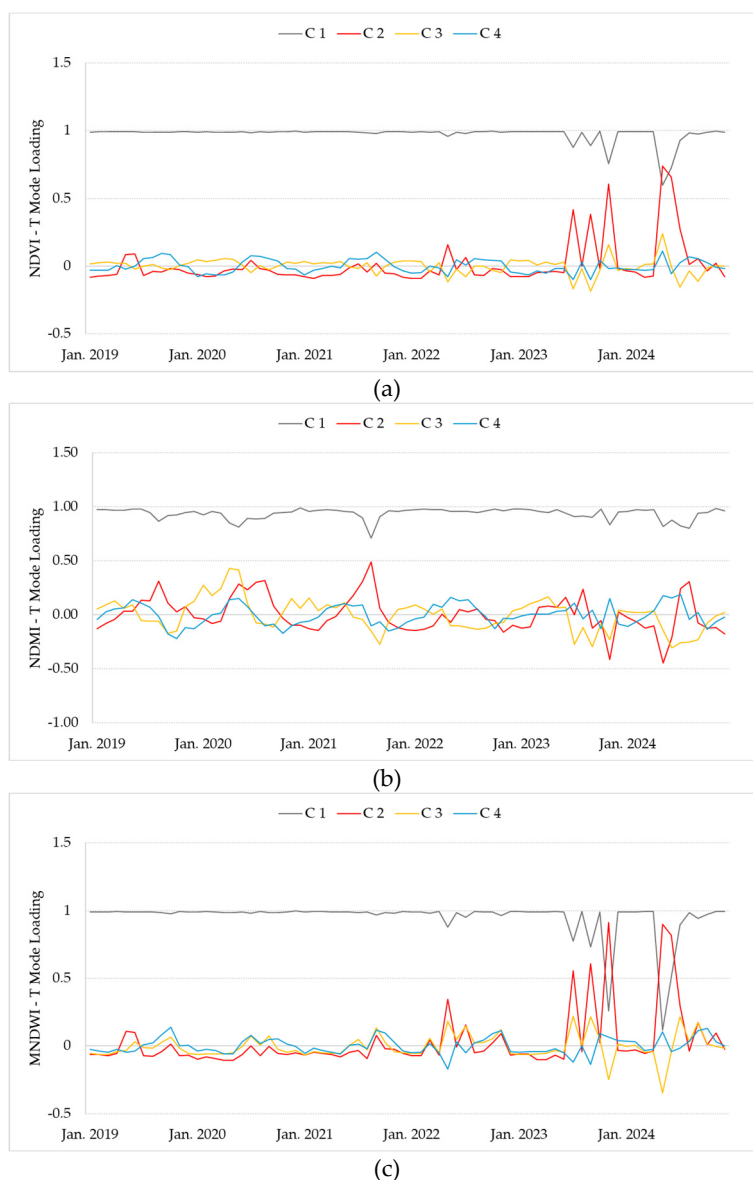 C 1 C 2 C 3 C 4
1.5
1
0.5
0
-0.5
NDVI - T Mode Loading
Jan. 2019 Jan. 2020 Jan. 2021 Jan. 2022 Jan. 2023 Jan. 2024
(a)
C 1 C 2 C 3 C 4
1.50
1.00
0.50
0.00
-0.50
-1.00
NDMI - T Mode Loading
Jan. 2019 Jan. 2020 Jan. 2021 Jan. 2022 Jan. 2023 Jan. 2024
(b)
C 1 C 2 C 3 C 4
1.5
1
0.5
0
-0.5
MNDWI - T Mode Loading
Jan. 2019 Jan. 2020 Jan. 2021 Jan. 2022 Jan. 2023 Jan. 2024
(c)